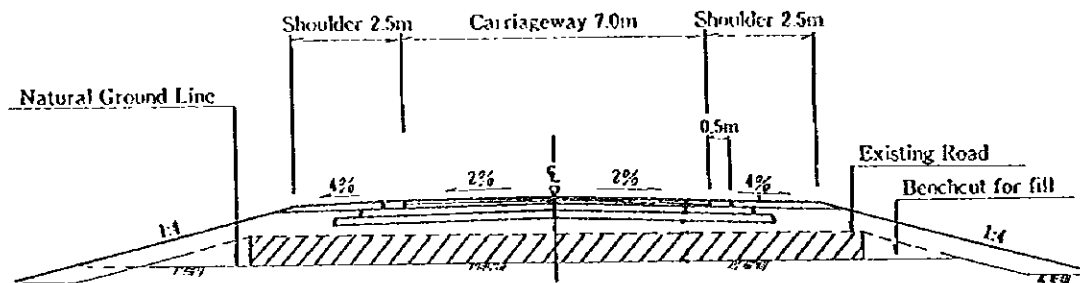 Shoulder 2.5m
Carriageway 7.0m
Shoulder 2.5m
Natural Ground Line
0.5m
Existing Road
Benchcut for fill
4%
2%
2%
4%
1:4
1:4